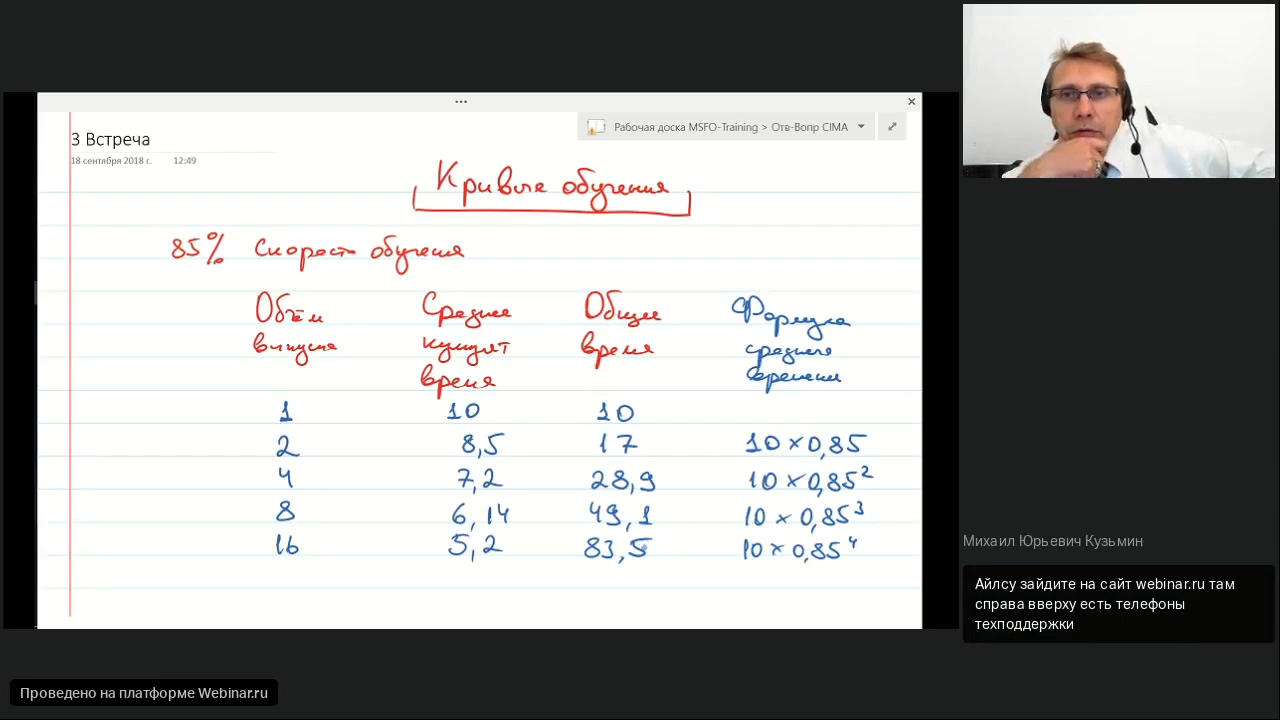 3 Встреча
18 сентября 2018 г. 12:49
Рабочая доска MSFO-Training > Отв-Вопр CIMA
Кривые обучения
85% Скорость обучения
Объём выпуска
Среднее кумулят время
Общее время
Формула среднего времени
1 10 10
2 8,5 17 10 × 0,85
4 7,2 28,9 10 × 0,85²
8 6,14 49,1 10 × 0,85³
16 5,2 83,5 10 × 0,85⁴
Михаил Юрьевич Кузьмин
Айлсу зайдите на сайт webinar.ru там
справа вверху есть телефоны
техподдержки
Проведено на платформе Webinar.ru